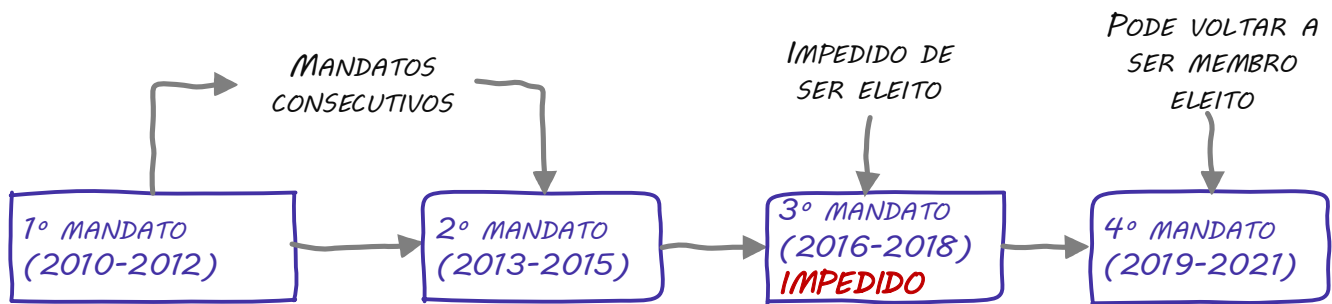 MANDATOS
CONSECUTIVOS
IMPEDIDO DE
SER ELEITO
PODE VOLTAR A
SER MEMBRO
ELEITO
1º MANDATO
(2010-2012)
2º MANDATO
(2013-2015)
3º MANDATO
(2016-2018)
IMPEDIDO
4º MANDATO
(2019-2021)